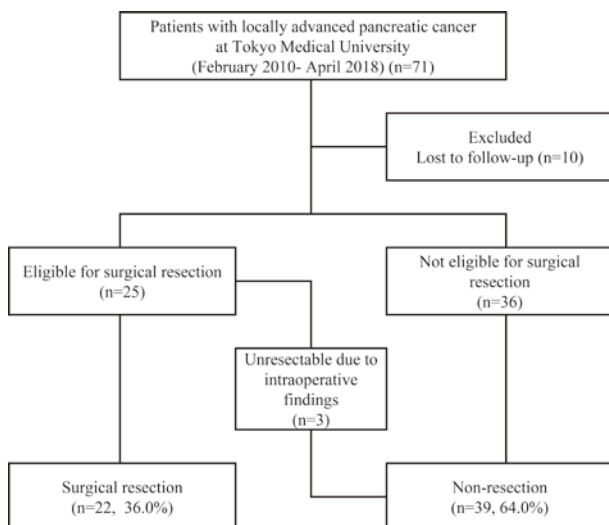 Patients with locally advanced pancreatic cancer
at Tokyo Medical University
(February 2010- April 2018) (n=71)
Excluded
Lost to follow-up (n=10)
Eligible for surgical resection
(n=25)
Not eligible for surgical
resection
(n=36)
Unresectable due to
intraoperative
findings
(n=3)
Surgical resection
(n=22, 36.0%)
Non-resection
(n=39, 64.0%)